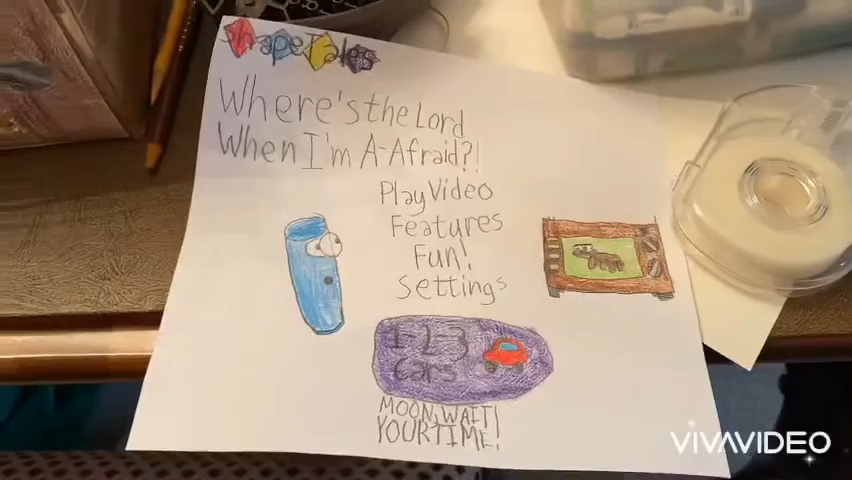 ShapeTales
Where's the Lord
When I'm A-Afraid?!
Play Video
Features
Fun!
Settings
1-2-3
Cars
MOON, WAIT!
YOUR TIME!
VIVAVIDEO